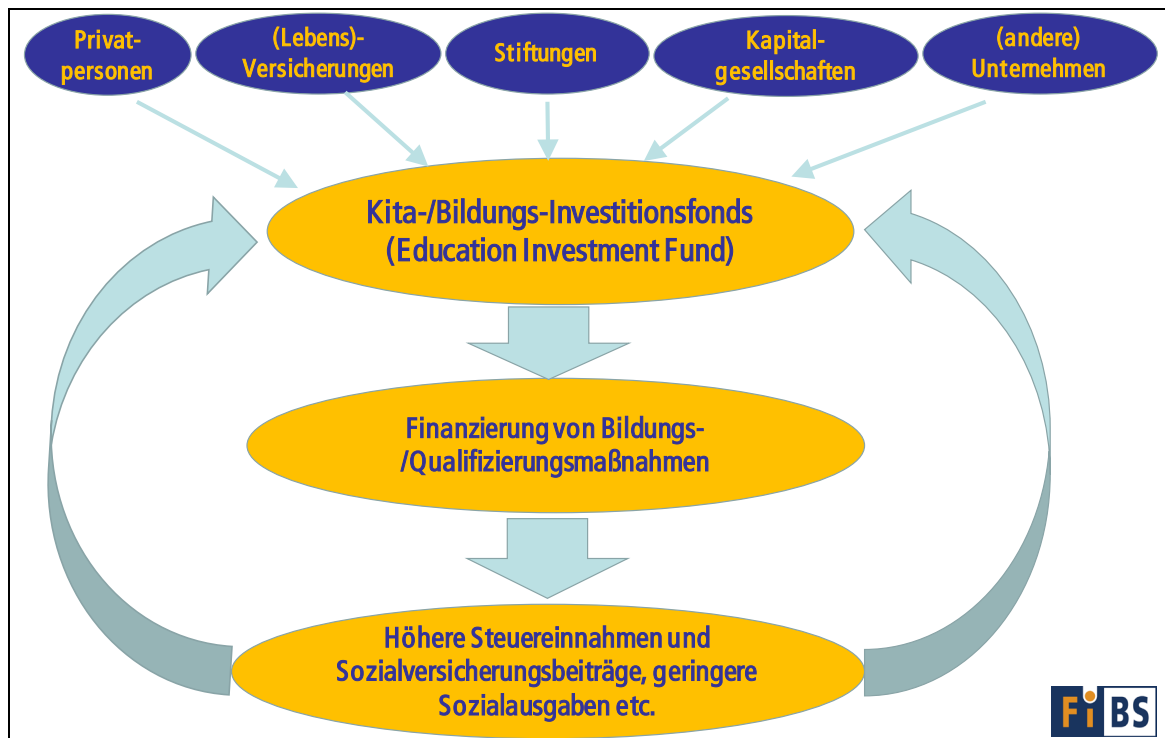 Privat-
personen
(Lebens)-
Versicherungen
Stiftungen
Kapital-
gesellschaften
(andere)
Unternehmen
Kita-/Bildungs-Investitionsfonds
(Education Investment Fund)
Finanzierung von Bildungs-
/Qualifizierungsmaßnahmen
Höhere Steuereinnahmen und
Sozialversicherungsbeiträge, geringere
Sozialausgaben etc.
FiBS